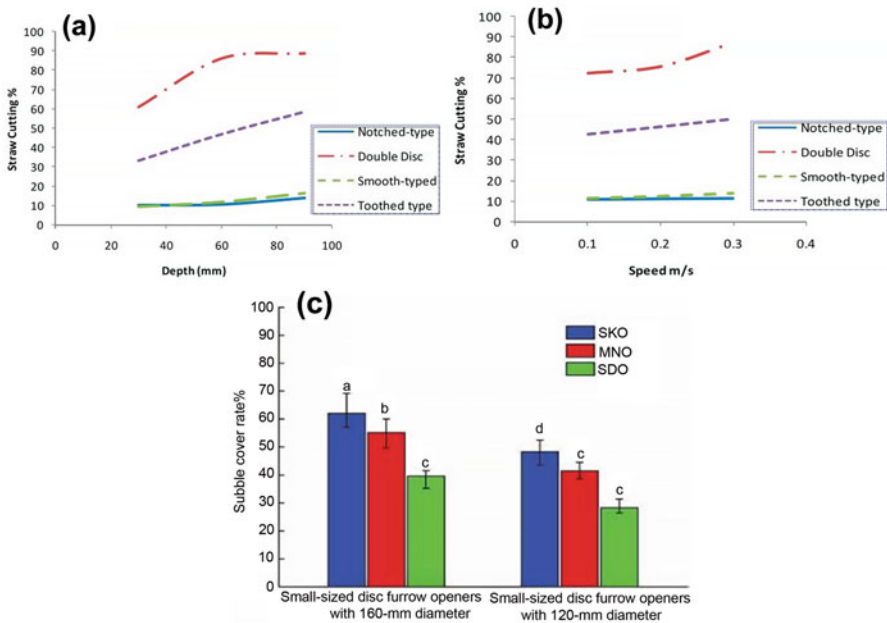 (a)
100
90
80
70
60
50
40
30
20
10
0
Straw Cutting %
0 20 40 60 80 100
Depth (mm)
Notched-type
Double Disc
Smooth-typed
Toothed type
(b)
100
90
80
70
60
50
40
30
20
10
0
Straw Cutting %
0 0.1 0.2 0.3 0.4
Speed m/s
Notched-type
Double Disc
Smooth-typed
Toothed type
(c)
100
90
80
70
60
50
40
30
20
10
0
Subble cover rate%
SKO
MNO
SDO
a
b
c
d
c
c
Small-sized disc furrow openers
with 160-mm diameter
Small-sized disc furrow openers
with 120-mm diameter